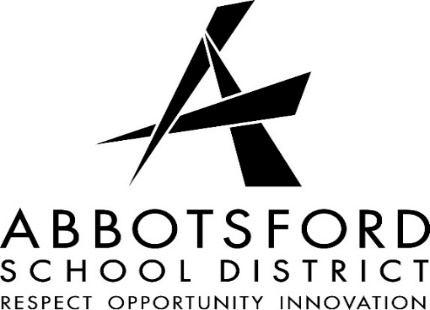 ABBOTSFORD
SCHOOL DISTRICT
RESPECT OPPORTUNITY INNOVATION